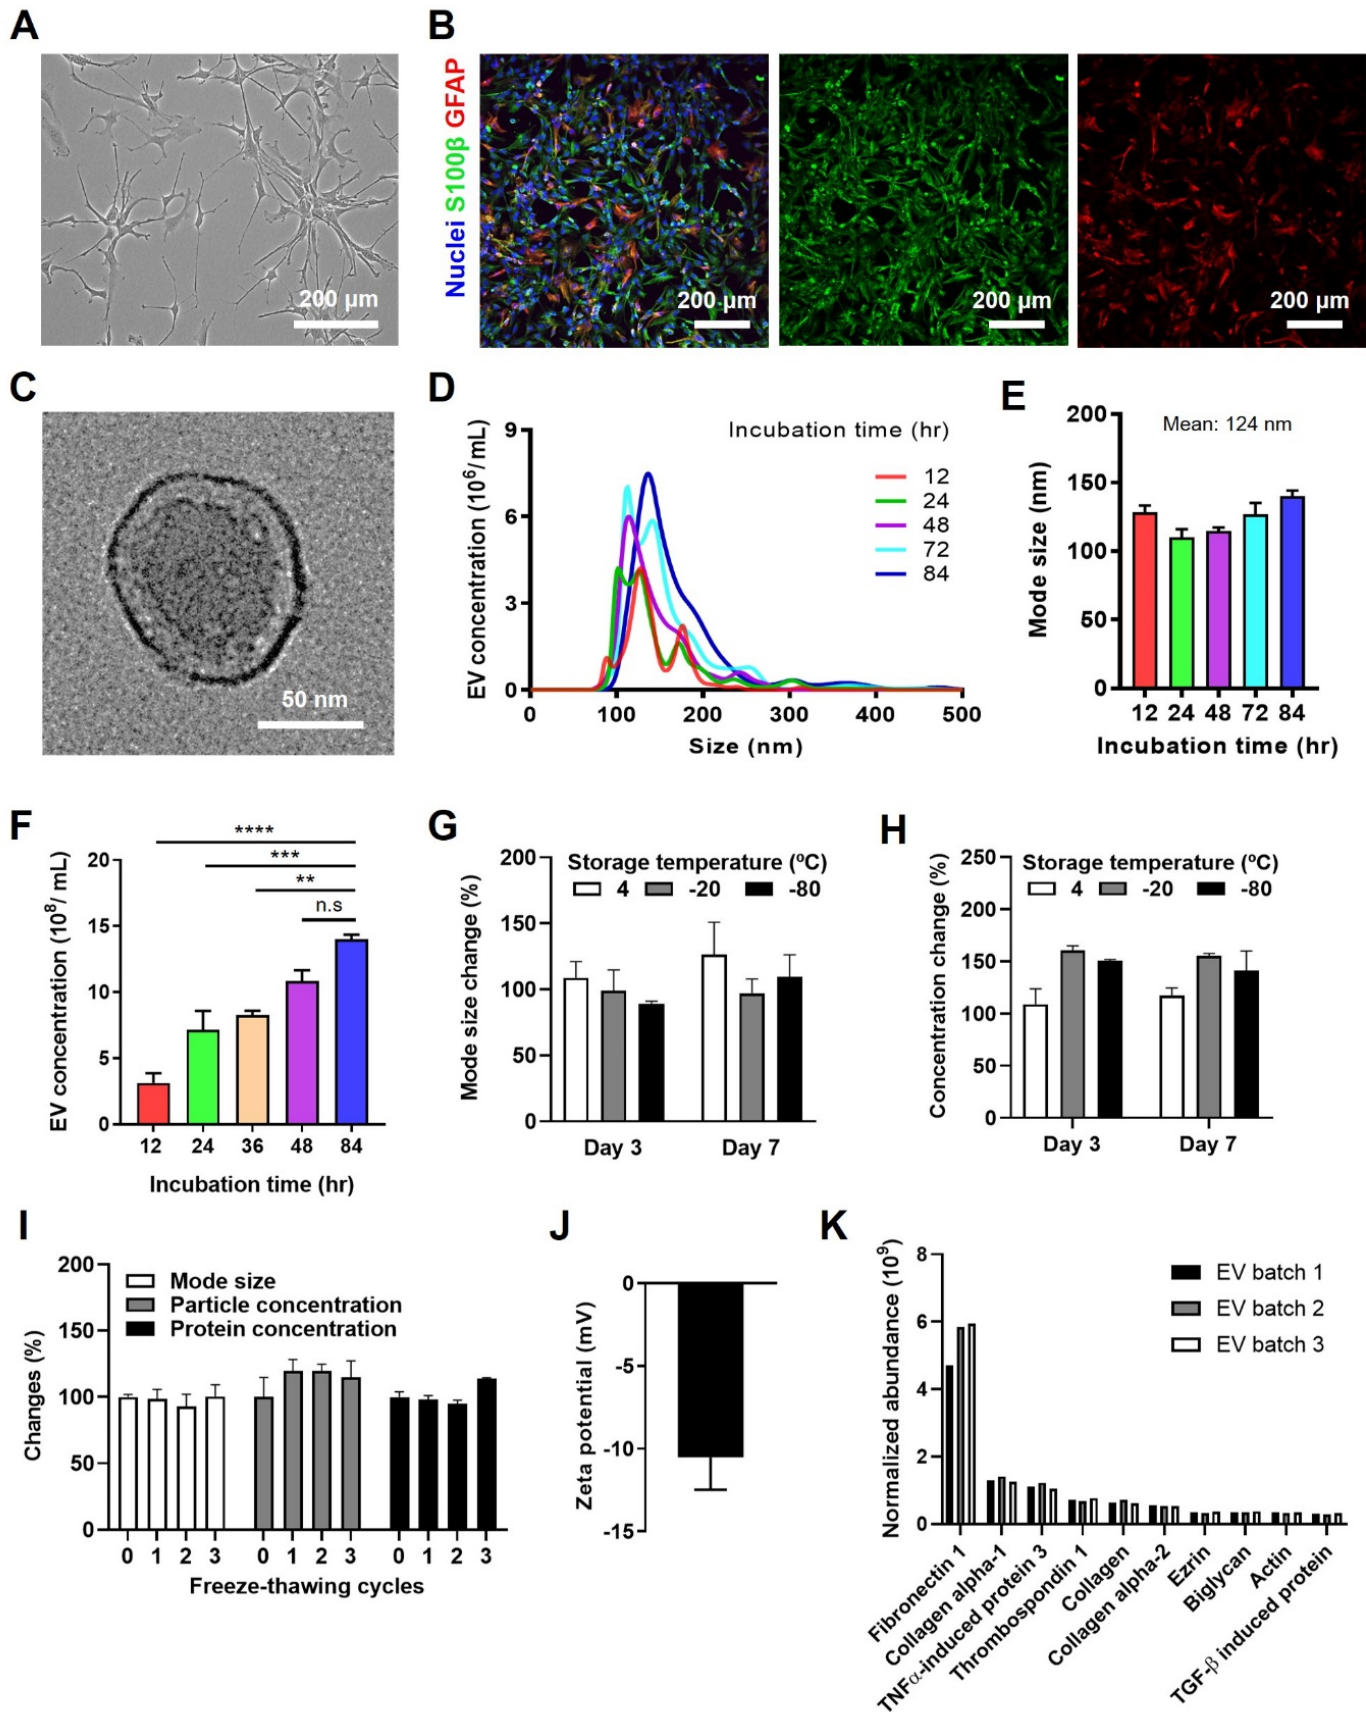 A
200 µm
B
Nuclei S100β GFAP
200 µm
200 µm
200 µm
C
50 nm
D
EV concentration (10⁶/mL)
9
6
3
0
Incubation time (hr)
12
24
48
72
84
0 100 200 300 400 500
Size (nm)
E
Mode size (nm)
200
150
100
50
0
Mean: 124 nm
12 24 48 72 84
Incubation time (hr)
F
EV concentration (10⁸/ mL)
20
15
10
5
0
****
***
**
n.s
12 24 36 48 84
Incubation time (hr)
G
Mode size change (%)
200
150
100
50
0
Storage temperature (ºC)
4 -20 -80
Day 3 Day 7
H
Concentration change (%)
250
200
150
100
50
0
Storage temperature (ºC)
4 -20 -80
Day 3 Day 7
I
Changes (%)
200
150
100
50
0
Mode size
Particle concentration
Protein concentration
0 1 2 3 0 1 2 3 0 1 2 3
Freeze-thawing cycles
J
Zeta potential (mV)
0
-5
-10
-15
K
Normalized abundance (10⁹)
8
6
4
2
0
EV batch 1
EV batch 2
EV batch 3
Fibronectin 1
Collagen alpha-1
TNFα-induced protein 3
Thrombospondin 1
Collagen
Collagen alpha-2
Ezrin
Biglycan
Actin
TGF-β induced protein